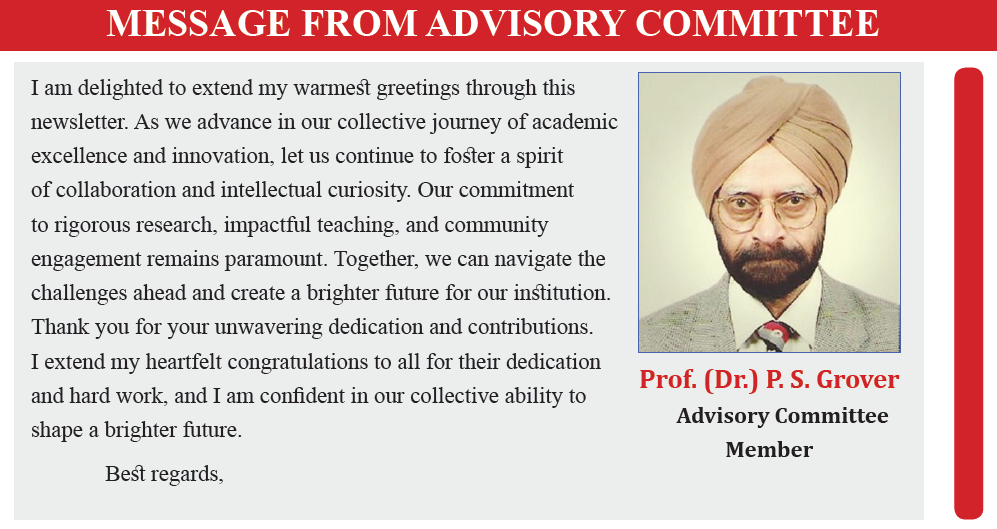 MESSAGE FROM ADVISORY COMMITTEE
I am delighted to extend my warmest greetings through this
newsletter. As we advance in our collective journey of academic
excellence and innovation, let us continue to foster a spirit
of collaboration and intellectual curiosity. Our commitment
to rigorous research, impactful teaching, and community
engagement remains paramount. Together, we can navigate the
challenges ahead and create a brighter future for our institution.
Thank you for your unwavering dedication and contributions.
I extend my heartfelt congratulations to all for their dedication
and hard work, and I am confident in our collective ability to
shape a brighter future.
Best regards,
Prof. (Dr.) P. S. Grover
Advisory Committee
Member